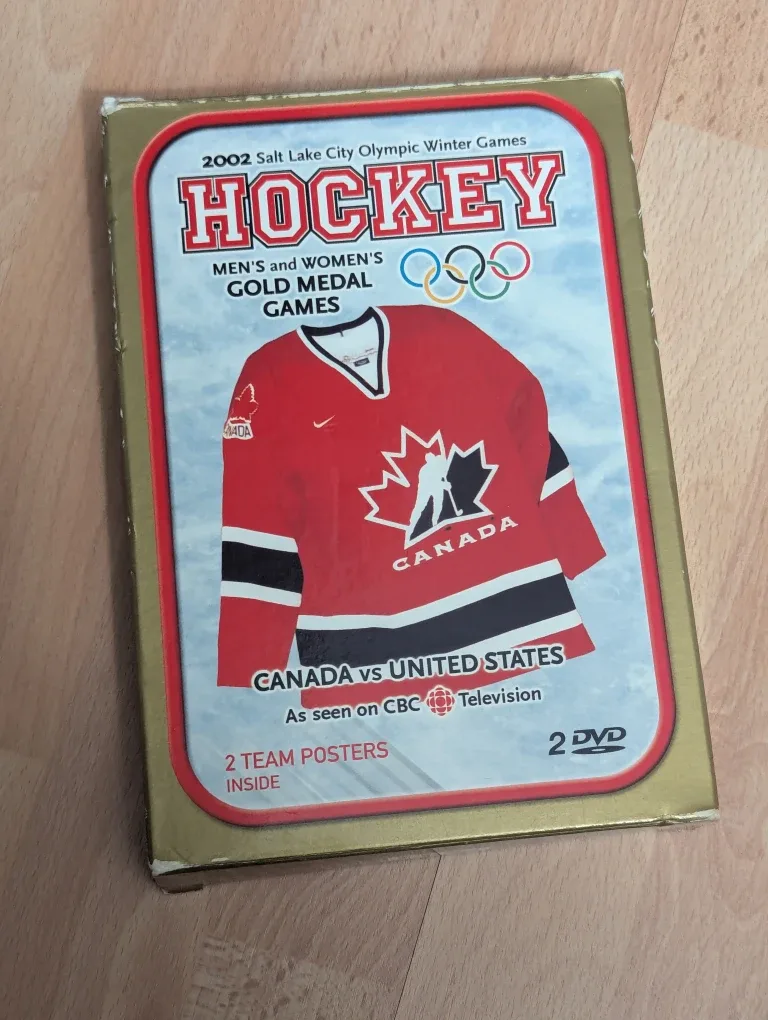 2002 Salt Lake City Olympic Winter Games
HOCKEY
MEN'S and WOMEN'S
GOLD MEDAL
GAMES
CANADA
CANADA vs UNITED STATES
As seen on CBC Television
2 TEAM POSTERS
INSIDE
2 DVD